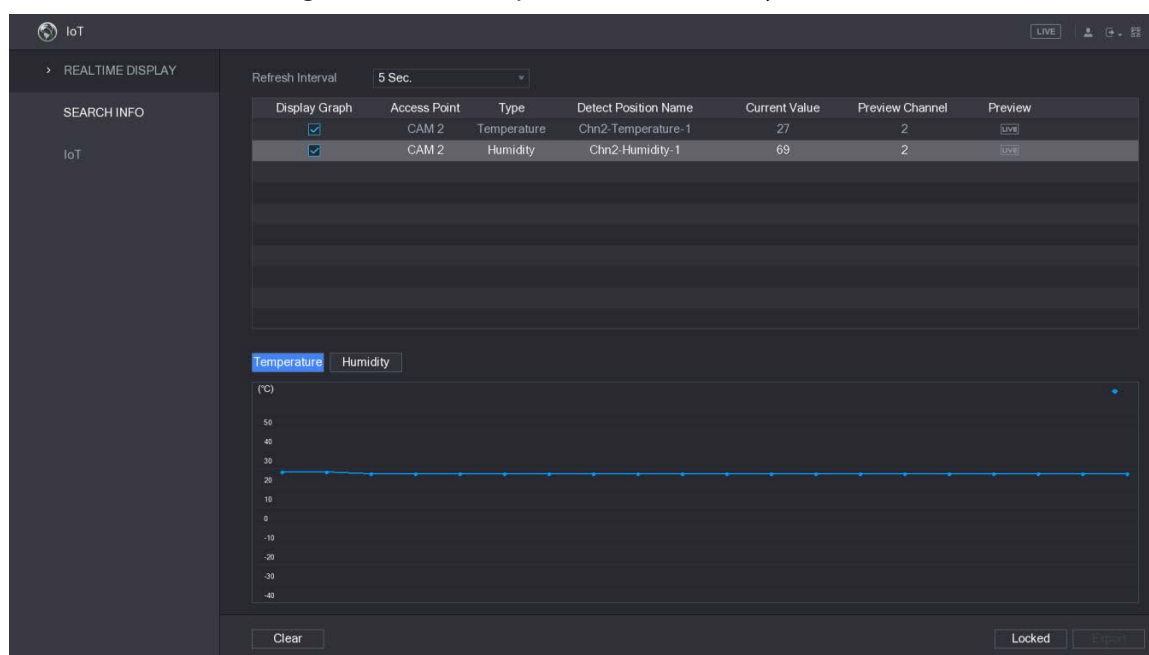 IoT
LIVE
REALTIME DISPLAY
SEARCH INFO
IoT
Refresh Interval 5 Sec.
Display Graph Access Point Type Detect Position Name Current Value Preview Channel Preview
CAM 2 Temperature Chn2-Temperature-1 27 2 LIVE
CAM 2 Humidity Chn2-Humidity-1 69 2 LIVE
Temperature Humidity
(°C)
50
40
30
20
10
0
-10
-20
-30
-40
Clear Locked Export